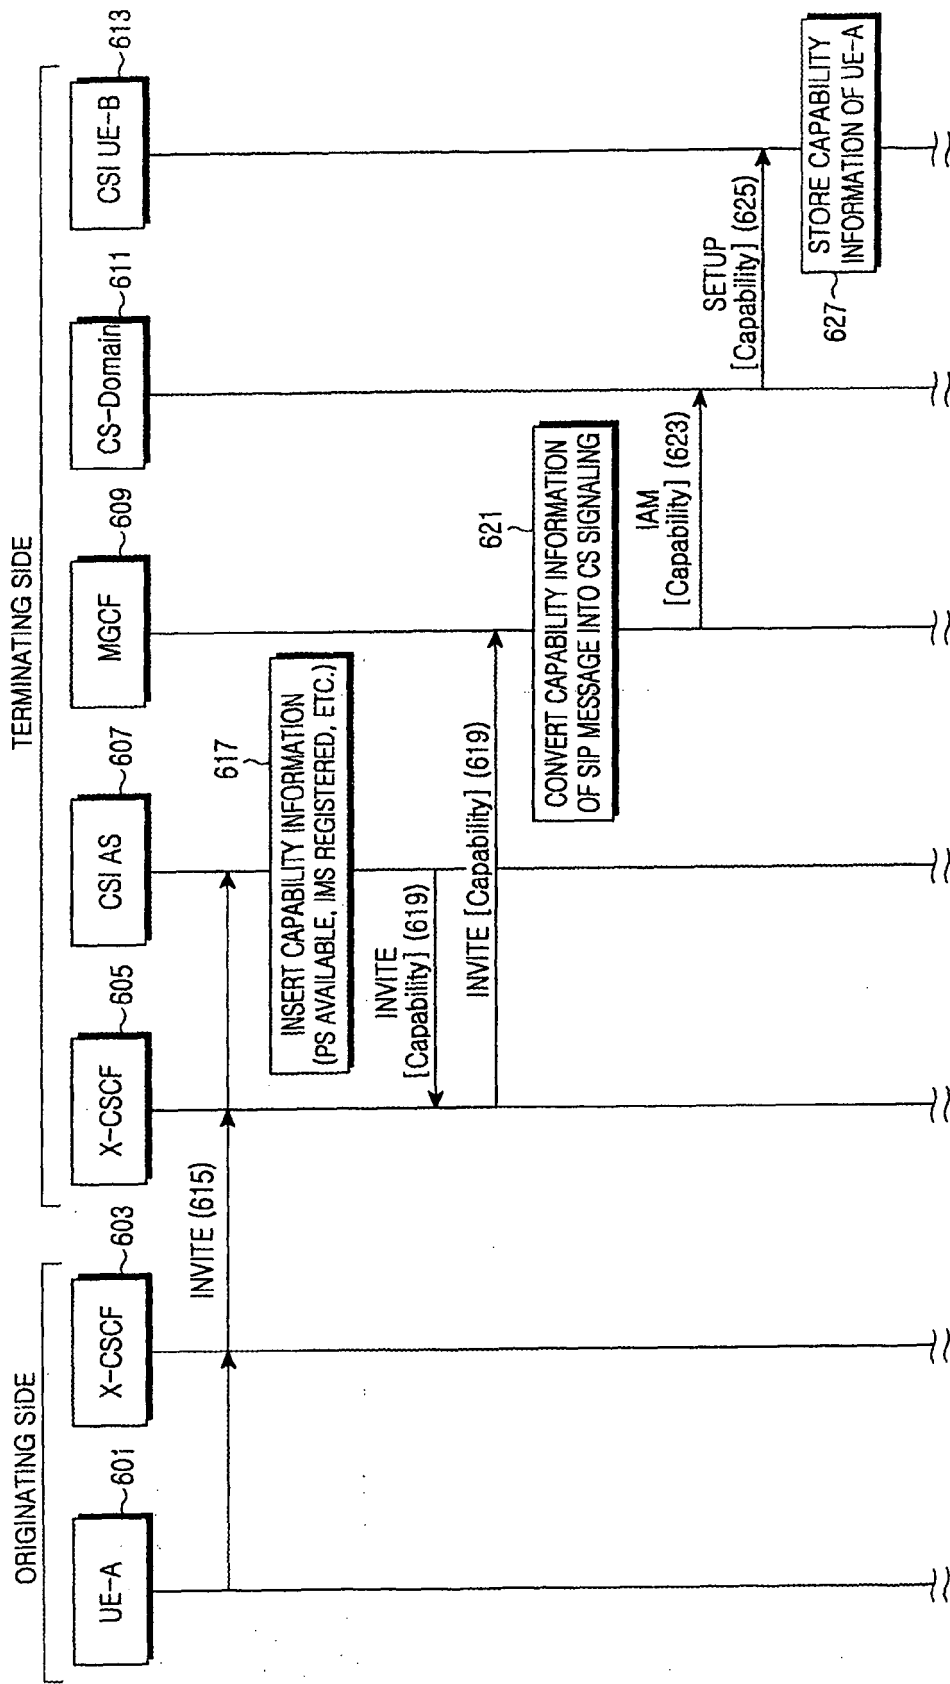 ORIGINATING SIDE
TERMINATING SIDE
UE-A
601
X-CSCF
603
X-CSCF
605
CSI AS
607
MGCF
609
CS-Domain
611
CSI UE-B
613
INVITE (615)
617
INSERT CAPABILITY INFORMATION
(PS AVAILABLE, IMS REGISTERED, ETC.)
INVITE
[Capability] (619)
INVITE [Capability] (619)
621
CONVERT CAPABILITY INFORMATION
OF SIP MESSAGE INTO CS SIGNALING
IAM
[Capability] (623)
SETUP
[Capability] (625)
627
STORE CAPABILITY
INFORMATION OF UE-A